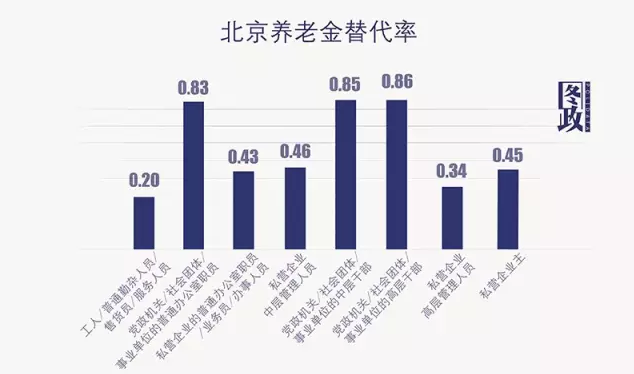 北京养老金替代率
图政
0.20
0.83
0.43
0.46
0.85
0.86
0.34
0.45
工人/普通勤杂人员/
售货员/服务人员
党政机关/社会团体/
事业单位的普通办公室职员
私营企业的普通办公室职员
/业务员/办事人员
私营企业
中层管理人员
党政机关/社会团体/
事业单位的中层干部
党政机关/社会团体/
事业单位的高层干部
私营企业
高层管理人员
私营企业主